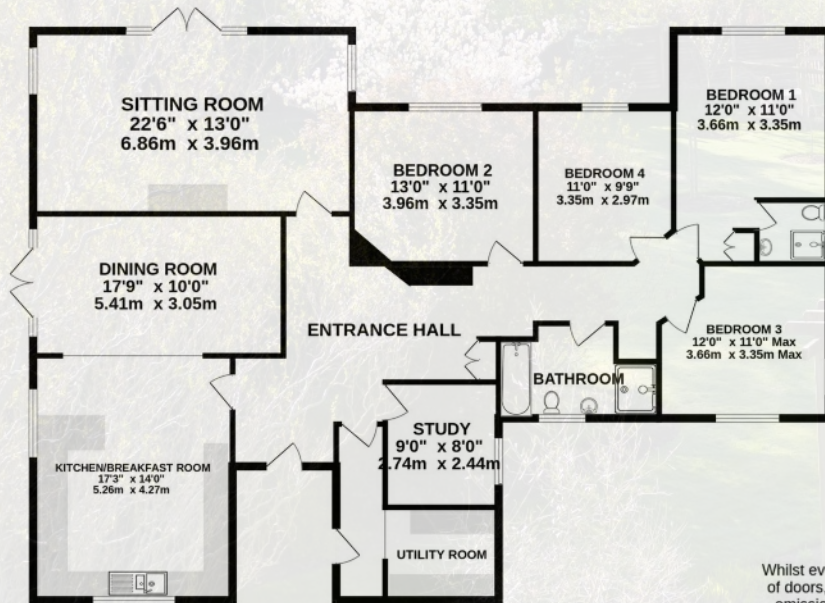 SITTING ROOM
22'6" x 13'0"
6.86m x 3.96m
BEDROOM 1
12'0" x 11'0"
3.66m x 3.35m
BEDROOM 2
13'0" x 11'0"
3.96m x 3.35m
BEDROOM 4
11'0" x 9'9"
3.35m x 2.97m
DINING ROOM
17'9" x 10'0"
5.41m x 3.05m
ENTRANCE HALL
BEDROOM 3
12'0" x 11'0" Max
3.66m x 3.35m Max
BATHROOM
STUDY
9'0" x 8'0"
2.74m x 2.44m
KITCHEN/BREAKFAST ROOM
17'3" x 14'0"
5.26m x 4.27m
UTILITY ROOM
Whilst ev
of doors,